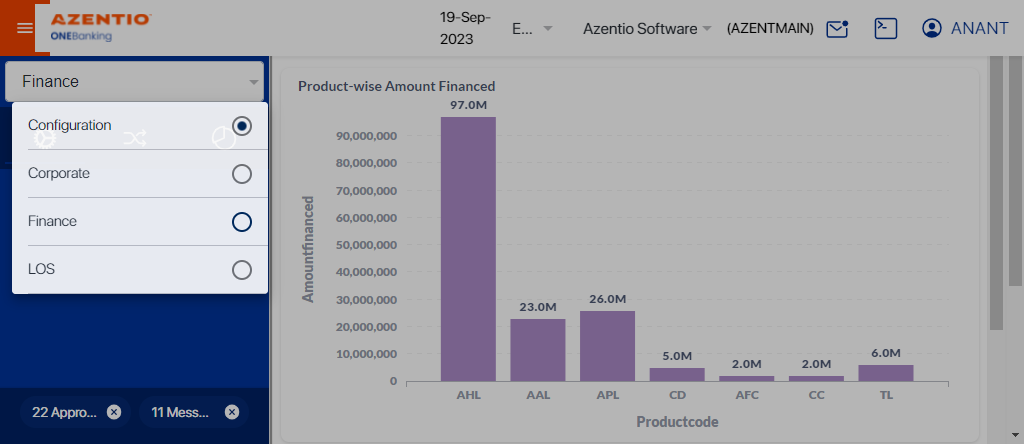 AZENTIO
ONEBanking
19-Sep-
2023
E...
Azentio Software
(AZENTMAIN)
ANANT
Finance
Configuration
Corporate
Finance
LOS
22 Appro...
11 Mess...
Product-wise Amount Financed
97.0M
90,000,000
80,000,000
70,000,000
60,000,000
50,000,000
40,000,000
30,000,000
20,000,000
10,000,000
0
Amountfinanced
23.0M
26.0M
5.0M
2.0M
2.0M
6.0M
AHL
AAL
APL
CD
AFC
CC
TL
Productcode